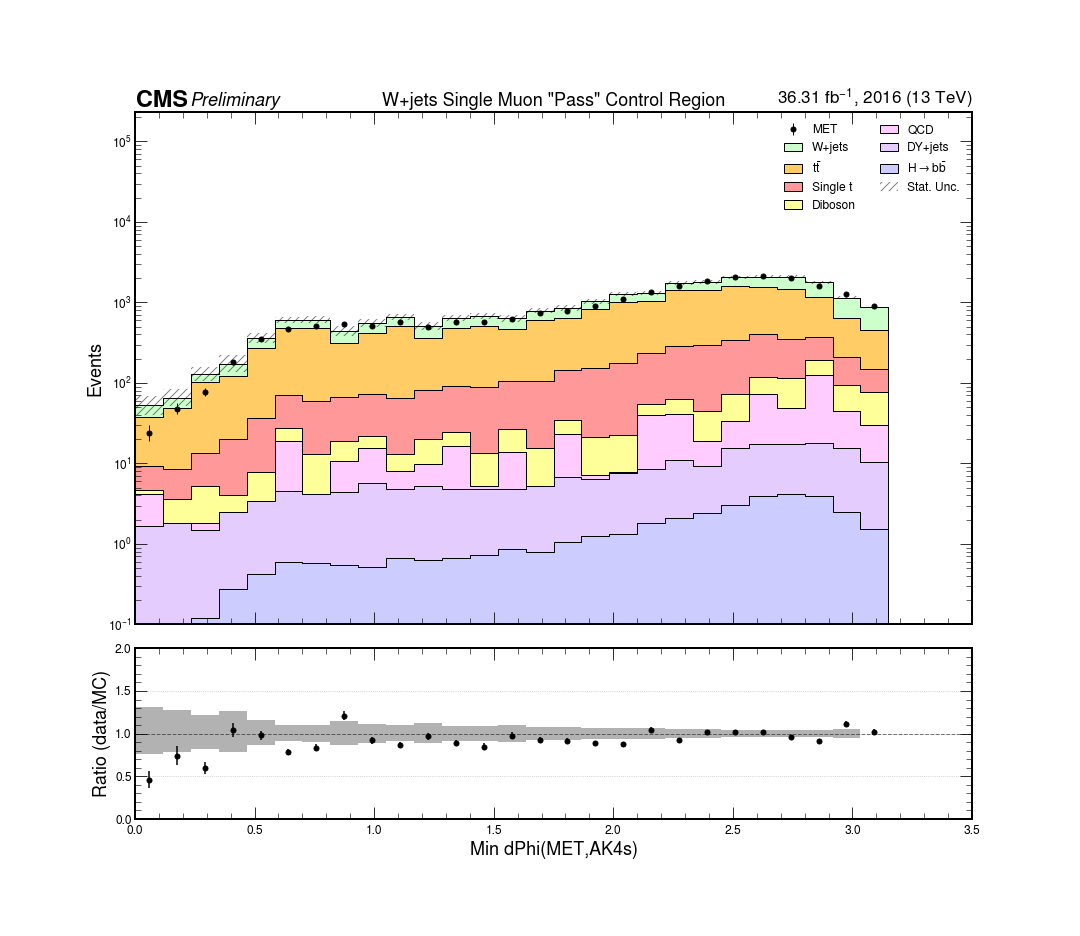 CMS Preliminary W+jets Single Muon "Pass" Control Region 36.31 fb⁻¹, 2016 (13 TeV)
MET QCD
W+jets DY+jets
tt̄ H→bb̄
Single t Stat. Unc.
Diboson
10⁵
10⁴
10³
10²
10¹
10⁰
10⁻¹
Events
2.0
1.5
1.0
0.5
0.0
Ratio (data/MC)
0.0 0.5 1.0 1.5 2.0 2.5 3.0 3.5
Min dPhi(MET,AK4s)